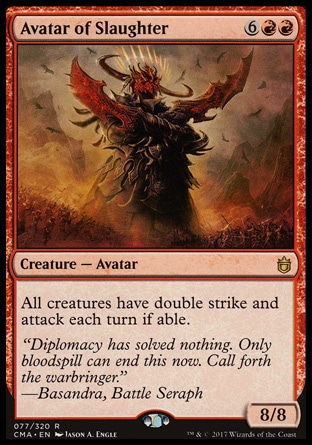 Avatar of Slaughter 6
Creature — Avatar
All creatures have double strike and
attack each turn if able.
“Diplomacy has solved nothing. Only
bloodspill can end this now. Call forth
the warbringer.”
—Basandra, Battle Seraph
077/320 R
CMA • EN Jason A. Engle
™ & © 2017 Wizards of the Coast
8/8